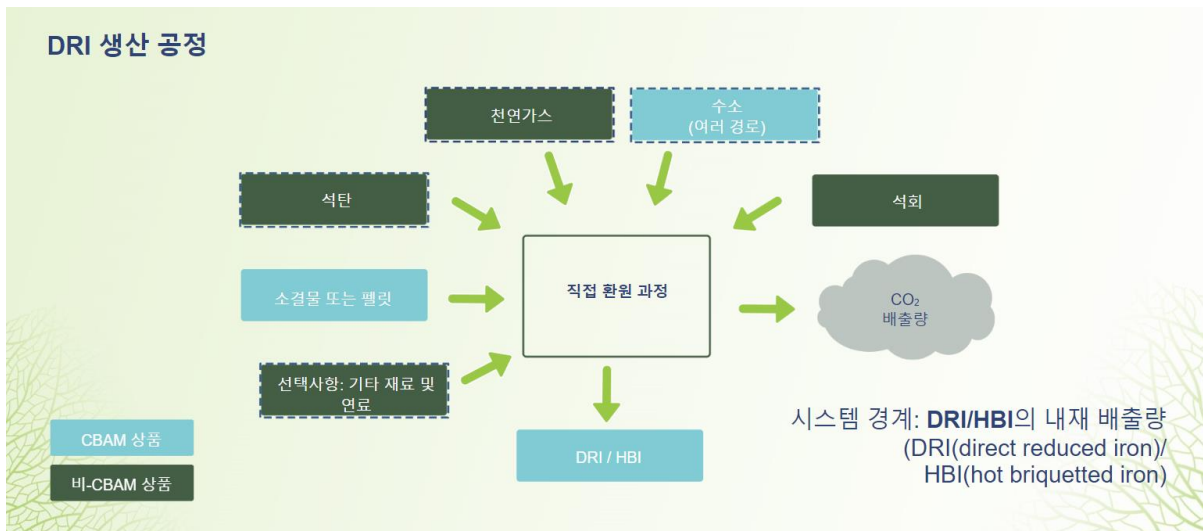 DRI 생산 공정
천연가스
수소
(여러 경로)
석탄
석회
소결물 또는 펠릿
직접 환원 과정
CO₂
배출량
선택사항: 기타 재료 및
연료
DRI / HBI
CBAM 상품
비-CBAM 상품
시스템 경계: DRI/HBI의 내재 배출량
(DRI(direct reduced iron)/
HBI(hot briquetted iron)